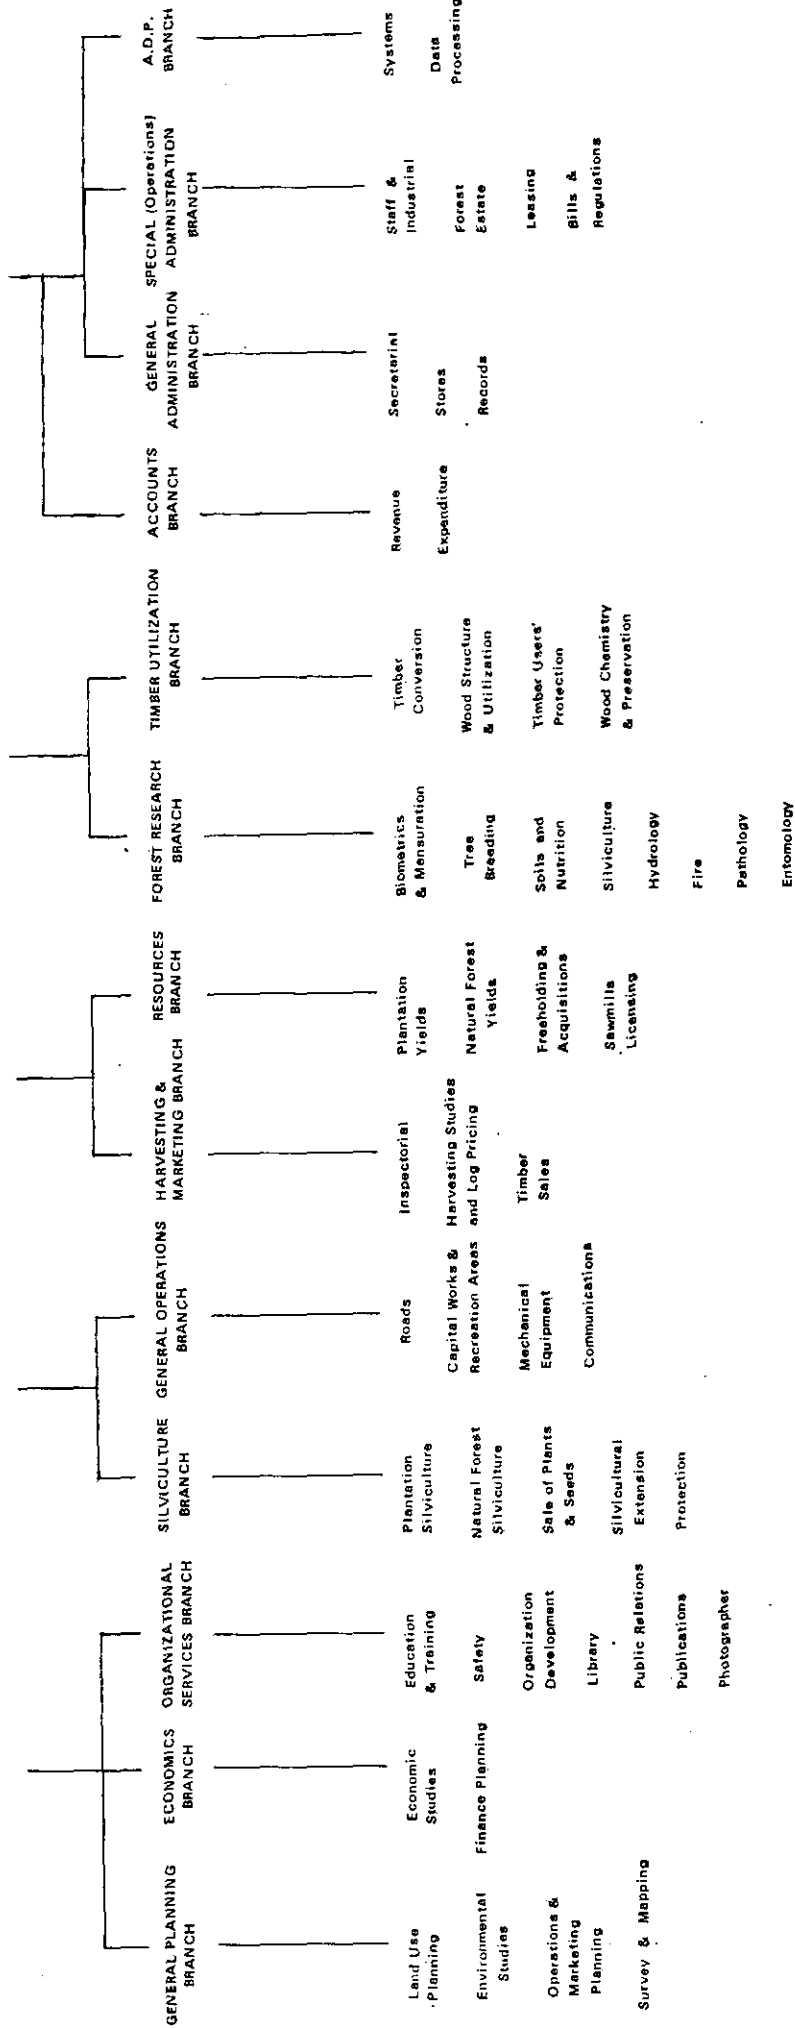 GENERAL PLANNING
BRANCH
Land Use
Planning
Environmental
Studies
Operations &
Marketing
Planning
Survey & Mapping
ECONOMICS
BRANCH
Economic
Studies
Finance Planning
ORGANIZATIONAL
SERVICES BRANCH
Education
& Training
Safety
Organization
Development
Library
Public Relations
Publications
Photographer
SILVICULTURE
BRANCH
Plantation
Silviculture
Natural Forest
Silviculture
Sale of Plants
& Seeds
Silvicultural
Extension
Protection
GENERAL OPERATIONS
BRANCH
Roads
Capital Works &
Recreation Areas
Mechanical
Equipment
Communications
HARVESTING &
MARKETING BRANCH
Inspectorial
Harvesting Studies
and Log Pricing
Timber
Sales
RESOURCES
BRANCH
Plantation
Yields
Natural Forest
Yields
Freeholding &
Acquisitions
Sawmills
Licensing
FOREST RESEARCH
BRANCH
Biometrics
& Mensuration
Tree
Breeding
Soils and
Nutrition
Silviculture
Hydrology
Fire
Pathology
Entomology
TIMBER UTILIZATION
BRANCH
Timber
Conversion
Wood Structure
& Utilization
Timber Users'
Protection
Wood Chemistry
& Preservation
ACCOUNTS
BRANCH
Revenue
Expenditure
GENERAL
ADMINISTRATION
BRANCH
Secretarial
Stores
Records
SPECIAL (Operations)
ADMINISTRATION
BRANCH
Staff &
Industrial
Forest
Estate
Leasing
Bills &
Regulations
A.D.P.
BRANCH
Systems
Data
Processing